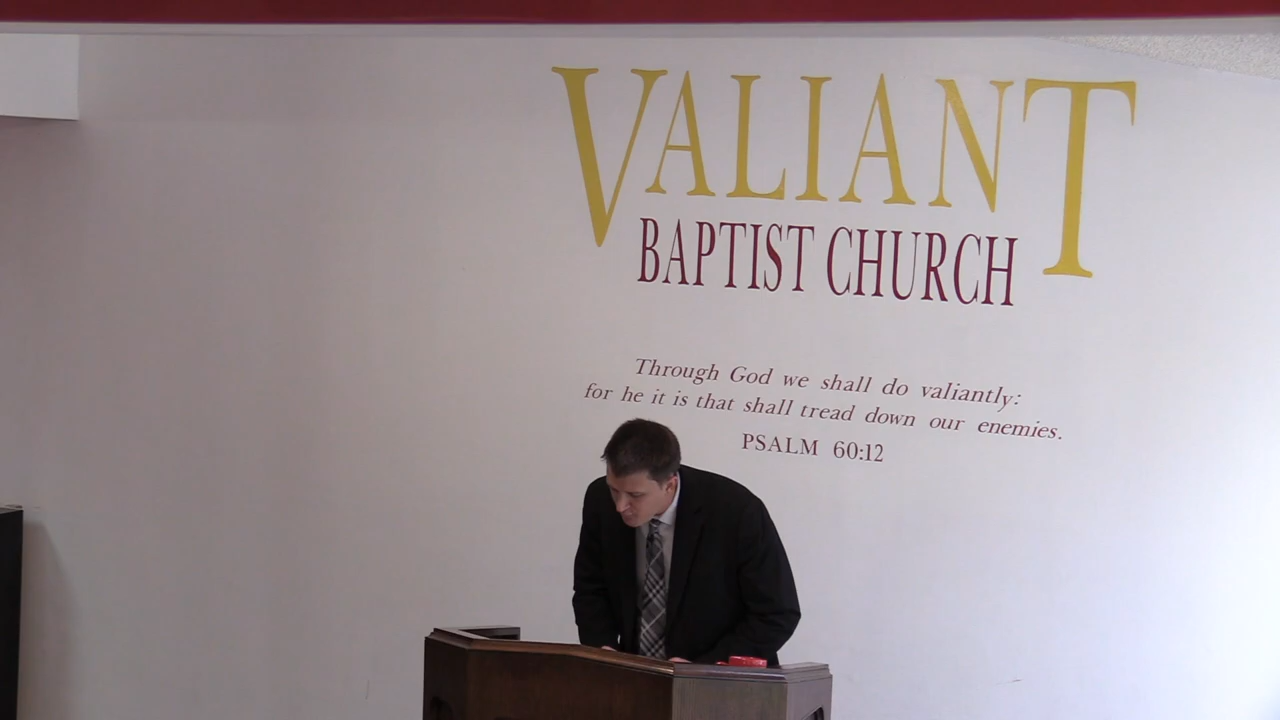 VALIANT
BAPTIST CHURCH
Through God we shall do valiantly:
for he it is that shall tread down our enemies.
PSALM 60:12